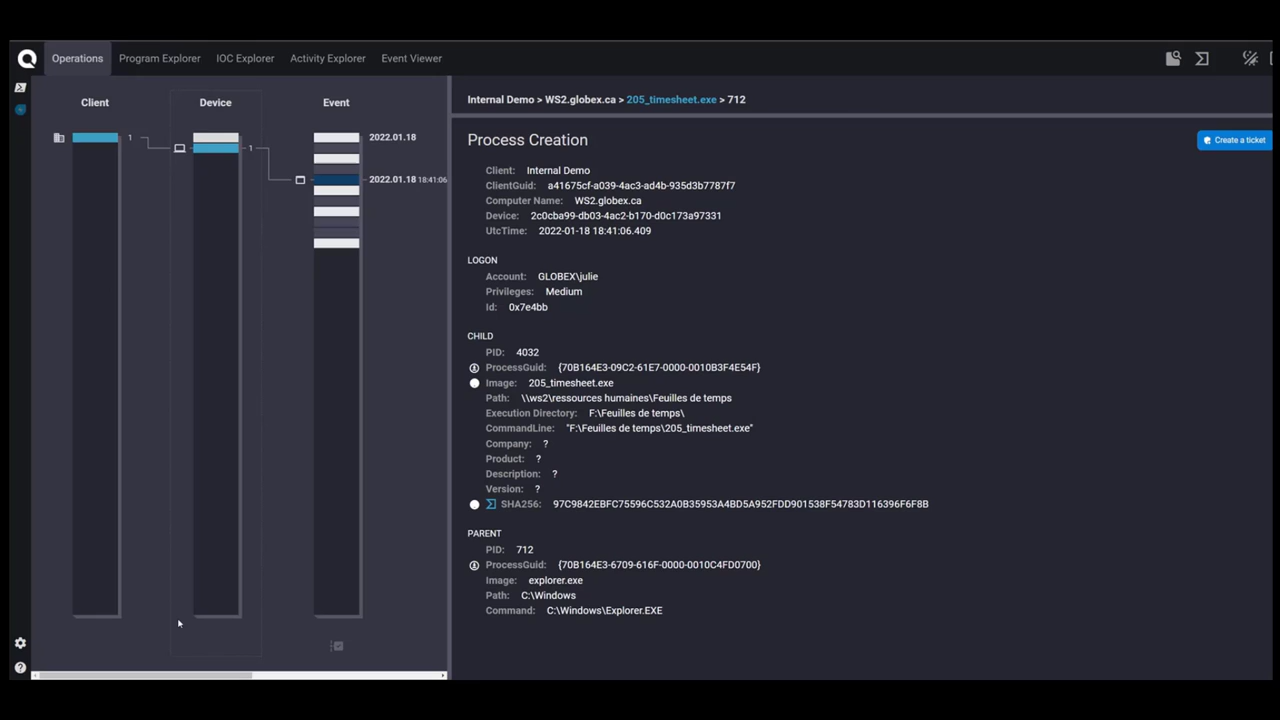 Operations Program Explorer IOC Explorer Activity Explorer Event Viewer
Client Device Event
1
1
2022.01.18
2022.01.18 18:41:06
Internal Demo > WS2.globex.ca > 205_timesheet.exe > 712
Process Creation
Create a ticket
Client: Internal Demo
ClientGuid: a41675cf-a039-4ac3-ad4b-935d3b7787f7
Computer Name: WS2.globex.ca
Device: 2c0cba99-db03-4ac2-b170-d0c173a97331
UtcTime: 2022-01-18 18:41:06.409
LOGON
Account: GLOBEX\julie
Privileges: Medium
Id: 0x7e4bb
CHILD
PID: 4032
ProcessGuid: {70B164E3-09C2-61E7-0000-0010B3F4E54F}
Image: 205_timesheet.exe
Path: \\ws2\ressources humaines\Feuilles de temps
Execution Directory: F:\Feuilles de temps\
CommandLine: "F:\Feuilles de temps\205_timesheet.exe"
Company: ?
Product: ?
Description: ?
Version: ?
SHA256: 97C9842EBFC75596C532A0B35953A4BD5A952FDD901538F54783D116396F6F8B
PARENT
PID: 712
ProcessGuid: {70B164E3-6709-616F-0000-0010C4FD0700}
Image: explorer.exe
Path: C:\Windows
Command: C:\Windows\Explorer.EXE